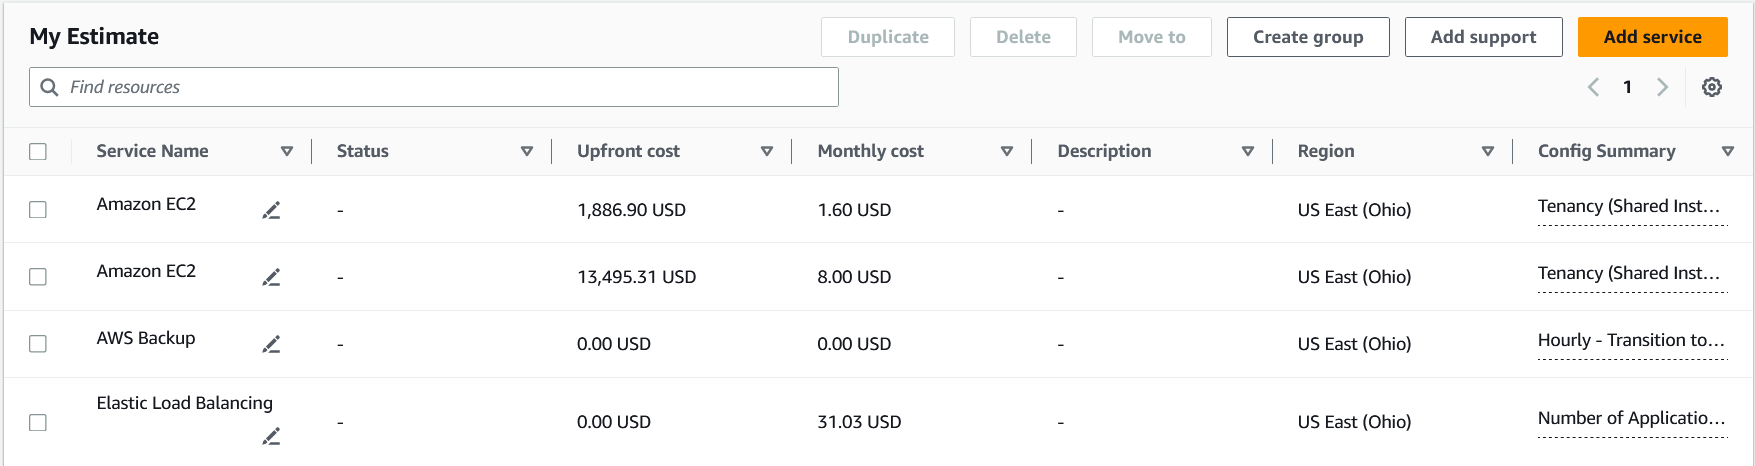 My Estimate
Duplicate
Delete
Move to
Create group
Add support
Add service
Find resources
1
Service Name
Status
Upfront cost
Monthly cost
Description
Region
Config Summary
Amazon EC2 - 1,886.90 USD 1.60 USD - US East (Ohio) Tenancy (Shared Inst...
Amazon EC2 - 13,495.31 USD 8.00 USD - US East (Ohio) Tenancy (Shared Inst...
AWS Backup - 0.00 USD 0.00 USD - US East (Ohio) Hourly - Transition to...
Elastic Load Balancing - 0.00 USD 31.03 USD - US East (Ohio) Number of Applicatio...